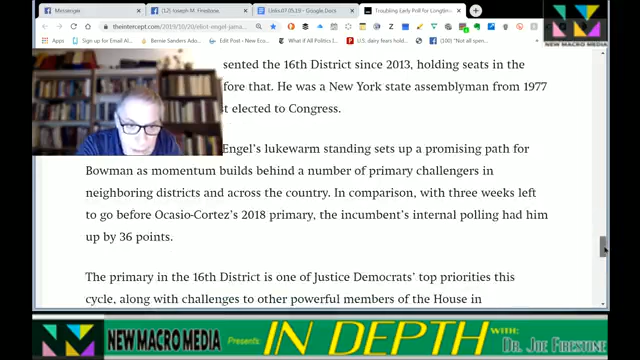 Messenger
(12) Joseph M. Firestone
Links 07.05.19 - Google Docs
Troubling Early Poll for Longtim
theintercept.com/2019/10/20/eliot-engel-jama
Apps
Sign up for Email Al
Bernie Sanders Ado
Edit Post New Eco
What if All Politics
US dairy fears hold
(3) "Not all spen
NEW MACRO MEDIA
sented the 16th District since 2013, holding seats in the
fore that. He was a New York state assemblyman from 1977
t elected to Congress.
Engel's lukewarm standing sets up a promising path for
Bowman as momentum builds behind a number of primary challengers in
neighboring districts and across the country. In comparison, with three weeks left
to go before Ocasio-Cortez's 2018 primary, the incumbent's internal polling had him
up by 36 points.
The primary in the 16th District is one of Justice Democrats' top priorities this
cycle, along with challenges to other powerful members of the House in
NEW MACRO MEDIA Presents: IN DEPTH WITH: DR. JOE FIRESTONE